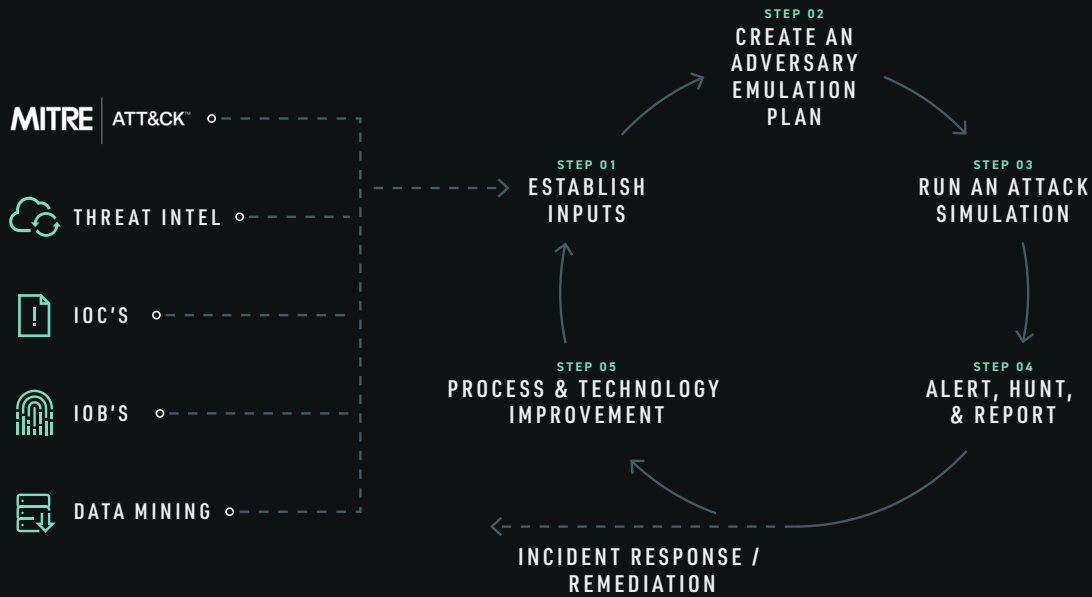 MITRE | ATT&CK™
THREAT INTEL
IOC'S
IOB'S
DATA MINING
STEP 01
ESTABLISH
INPUTS
STEP 02
CREATE AN
ADVERSARY
EMULATION
PLAN
STEP 03
RUN AN ATTACK
SIMULATION
STEP 04
ALERT, HUNT,
& REPORT
STEP 05
PROCESS & TECHNOLOGY
IMPROVEMENT
INCIDENT RESPONSE /
REMEDIATION